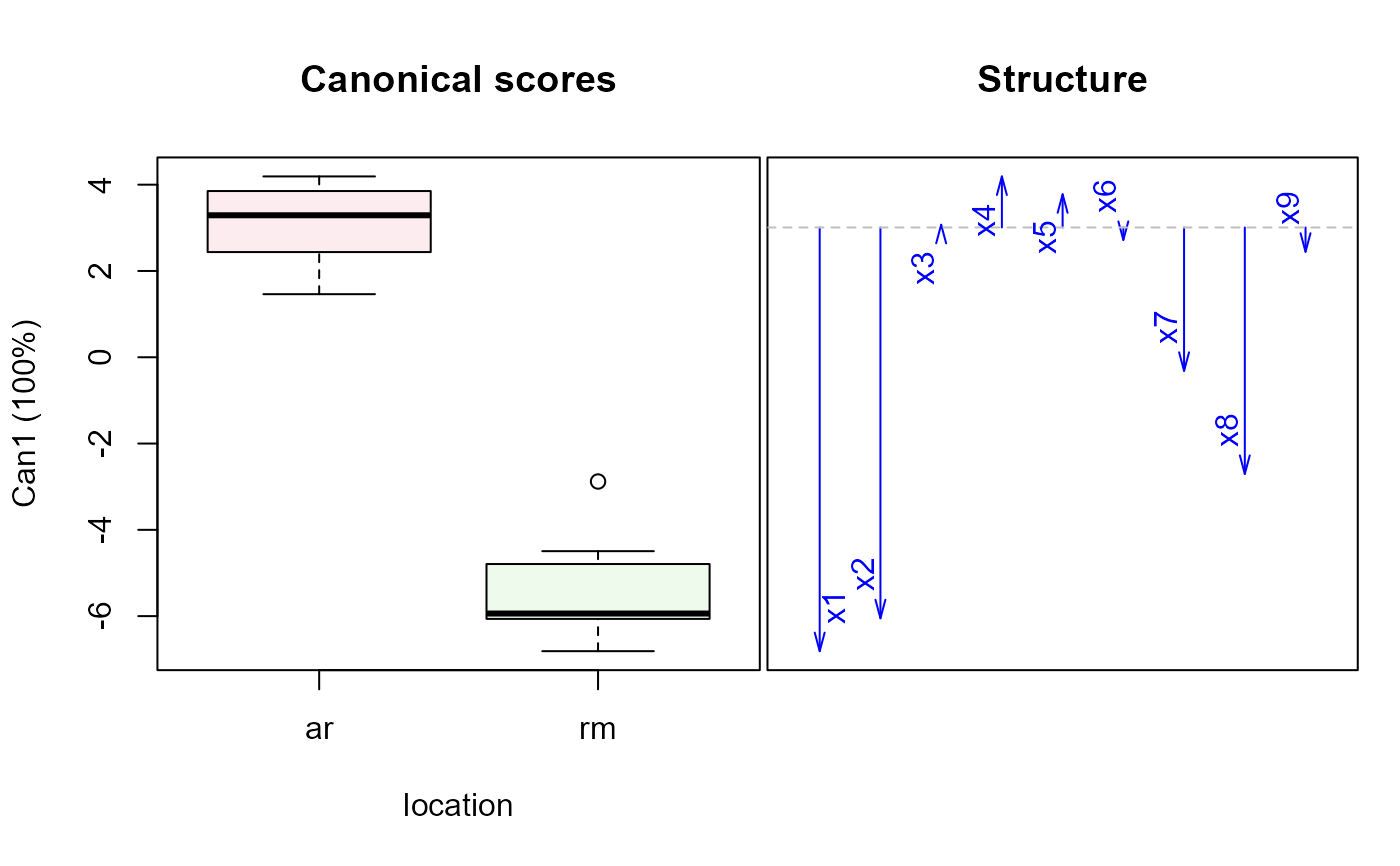 Canonical scores
Structure
Can1 (100%)
4
2
0
-2
-4
-6
ar
rm
location
x1
x2
x3
x4
x5
x6
x7
x8
x9